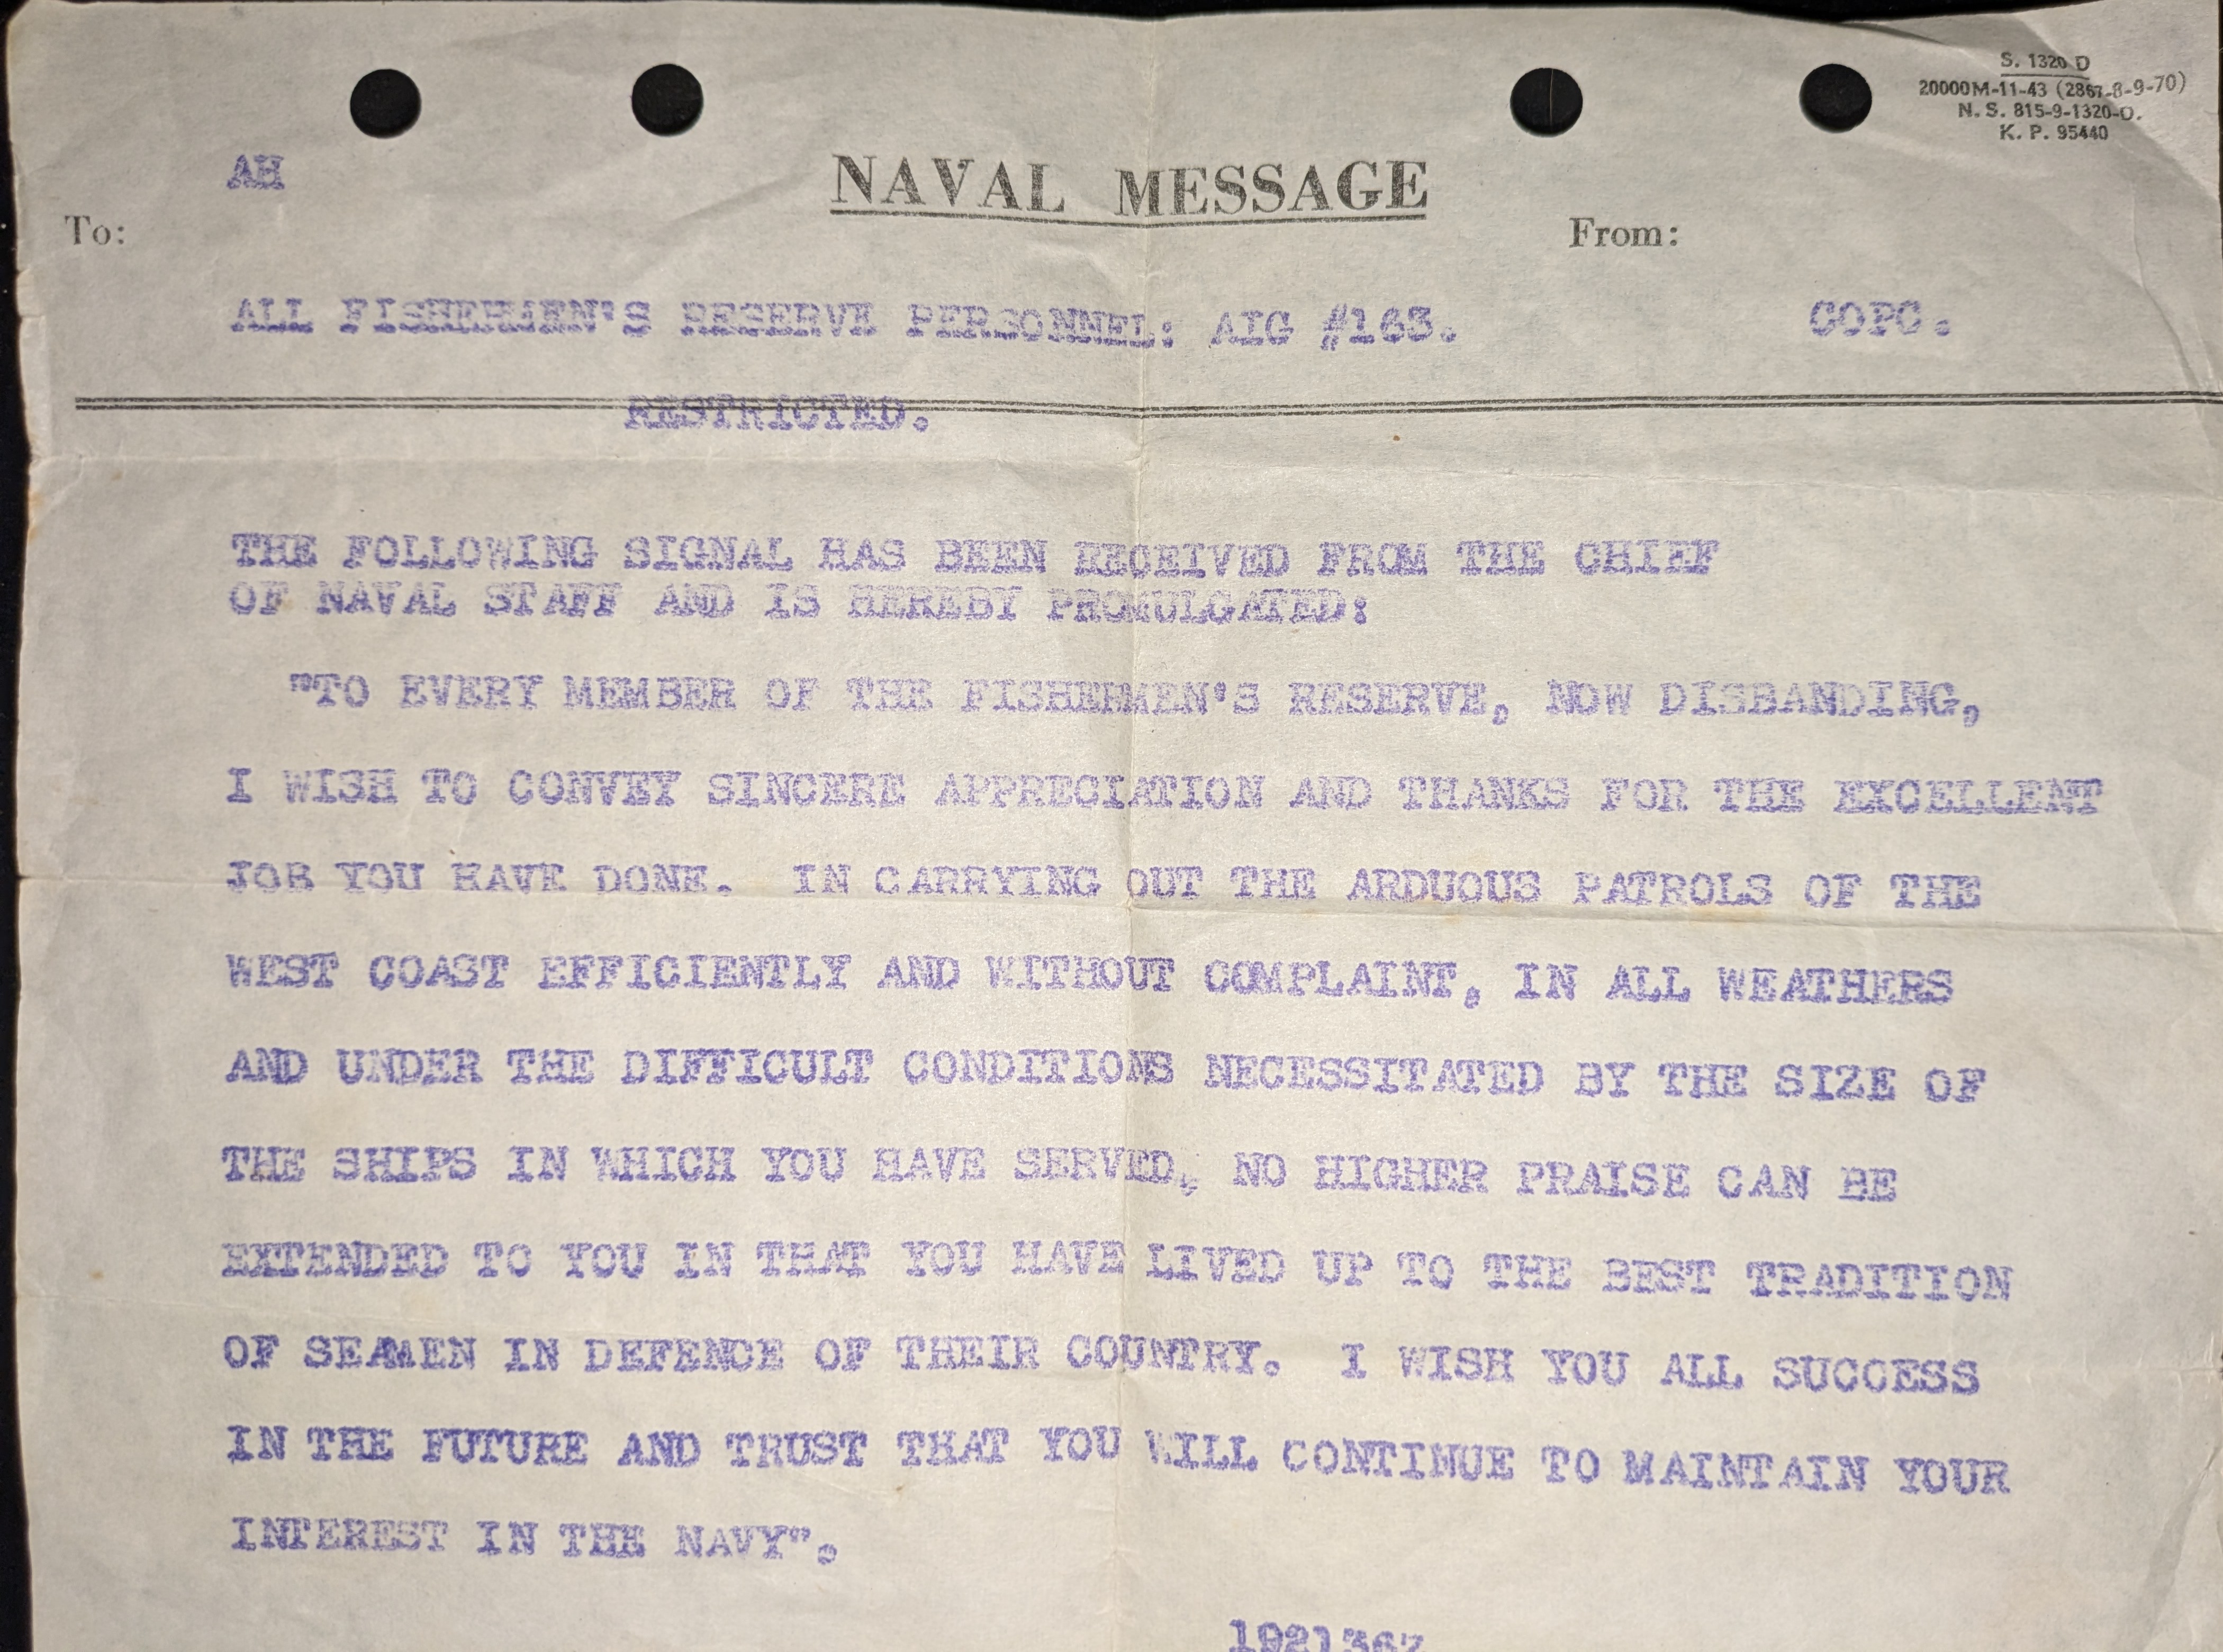 S. 1320 D
20000M-11-43 (2867-8-9-70)
N. S. 815-9-1320-D.
K. P. 95440
AH
NAVAL MESSAGE
To:
From:
ALL FISHERMEN'S RESERVE PERSONNEL: AIG #163.
COPC.
RESTRICTED.
THE FOLLOWING SIGNAL HAS BEEN RECEIVED FROM THE CHIEF
OF NAVAL STAFF AND IS HEREBY PROMULGATED:
"TO EVERY MEMBER OF THE FISHERMEN'S RESERVE, NOW DISBANDING,
I WISH TO CONVEY SINCERE APPRECIATION AND THANKS FOR THE EXCELLENT
JOB YOU HAVE DONE. IN CARRYING OUT THE ARDUOUS PATROLS OF THE
WEST COAST EFFICIENTLY AND WITHOUT COMPLAINT, IN ALL WEATHERS
AND UNDER THE DIFFICULT CONDITIONS NECESSITATED BY THE SIZE OF
THE SHIPS IN WHICH YOU HAVE SERVED, NO HIGHER PRAISE CAN BE
EXTENDED TO YOU IN THAT YOU HAVE LIVED UP TO THE BEST TRADITION
OF SEAMEN IN DEFENCE OF THEIR COUNTRY. I WISH YOU ALL SUCCESS
IN THE FUTURE AND TRUST THAT YOU WILL CONTINUE TO MAINTAIN YOUR
INTEREST IN THE NAVY".
192136Z